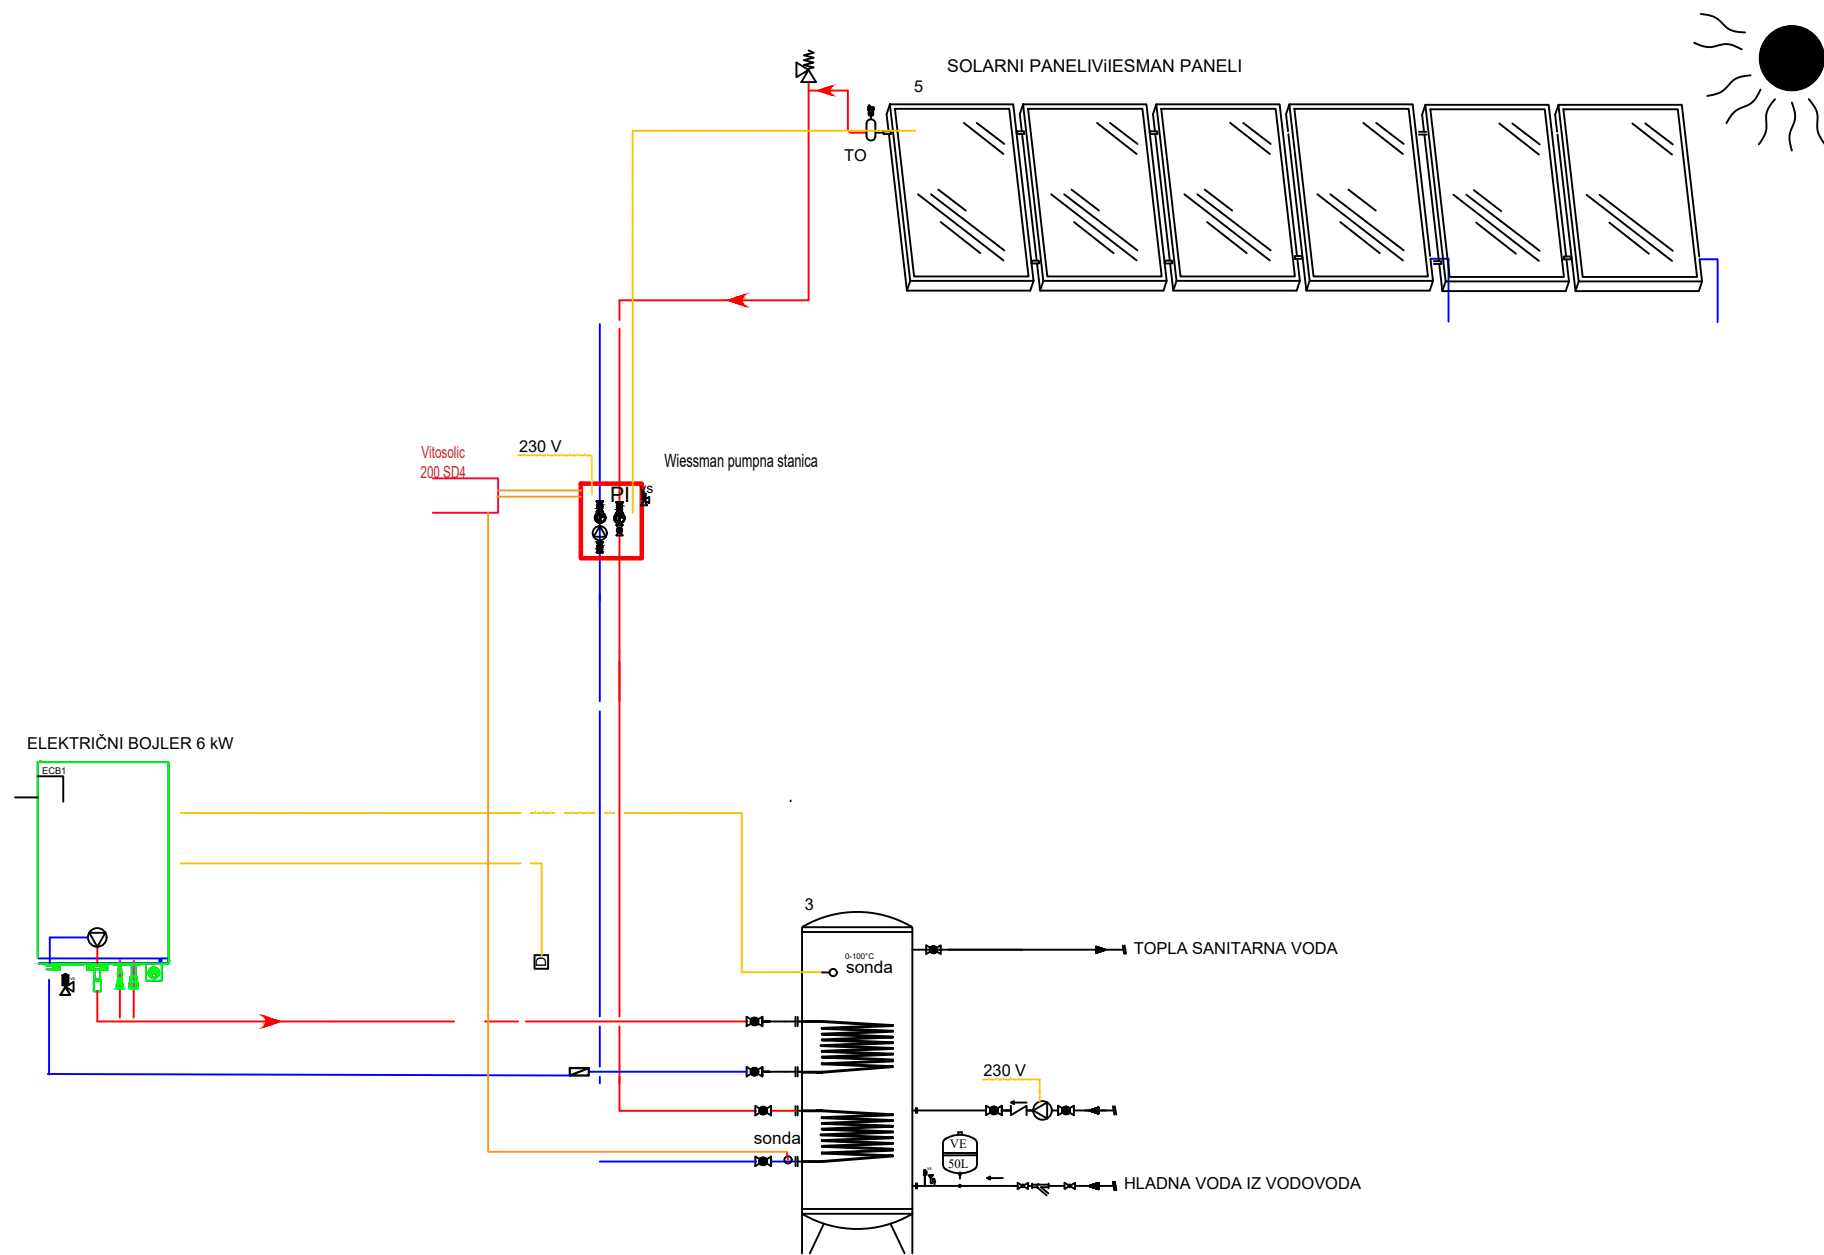 SOLARNI PANELIViIESMAN PANELI
5
TO
230 V
Vitosolic
200 SD4
Wiessman pumpna stanica
PI
vs
ELEKTRIČNI BOJLER 6 kW
ECB1
3
0-100°C
sonda
TOPLA SANITARNA VODA
D
230 V
sonda
VE
50L
HLADNA VODA IZ VODOVODA